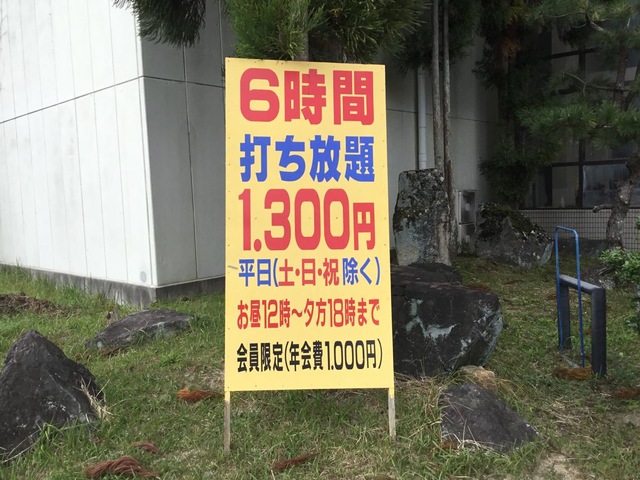 6時間
打ち放題
1.300円
平日(土・日・祝除く)
お昼12時～夕方18時まで
会員限定(年会費1.000円)